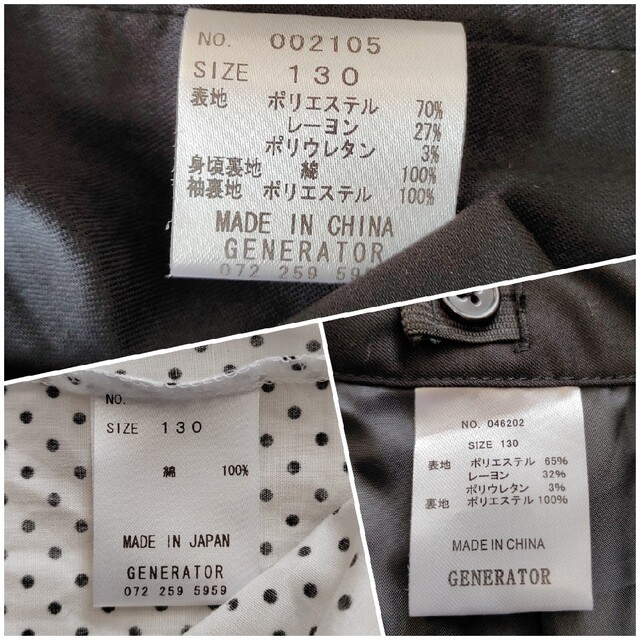 NO. 002105
SIZE 130
表地 ポリエステル 70%
レーヨン 27%
ポリウレタン 3%
身頃裏地 綿 100%
袖裏地 ポリエステル 100%
MADE IN CHINA
GENERATOR
072 259 5959
NO.
SIZE 130
綿 100%
MADE IN JAPAN
GENERATOR
072 259 5959
NO. 046202
SIZE 130
表地 ポリエステル 65%
レーヨン 32%
ポリウレタン 3%
裏地 ポリエステル 100%
MADE IN CHINA
GENERATOR